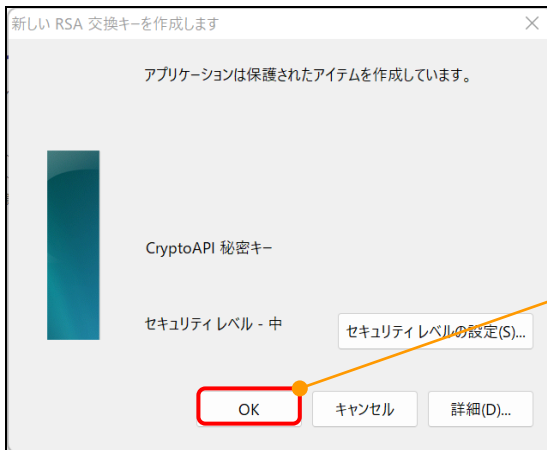 新しい RSA 交換キーを作成します
アプリケーションは保護されたアイテムを作成しています。
CryptoAPI 秘密キー
セキュリティ レベル - 中
セキュリティ レベルの設定(S)...
OK
キャンセル
詳細(D)...